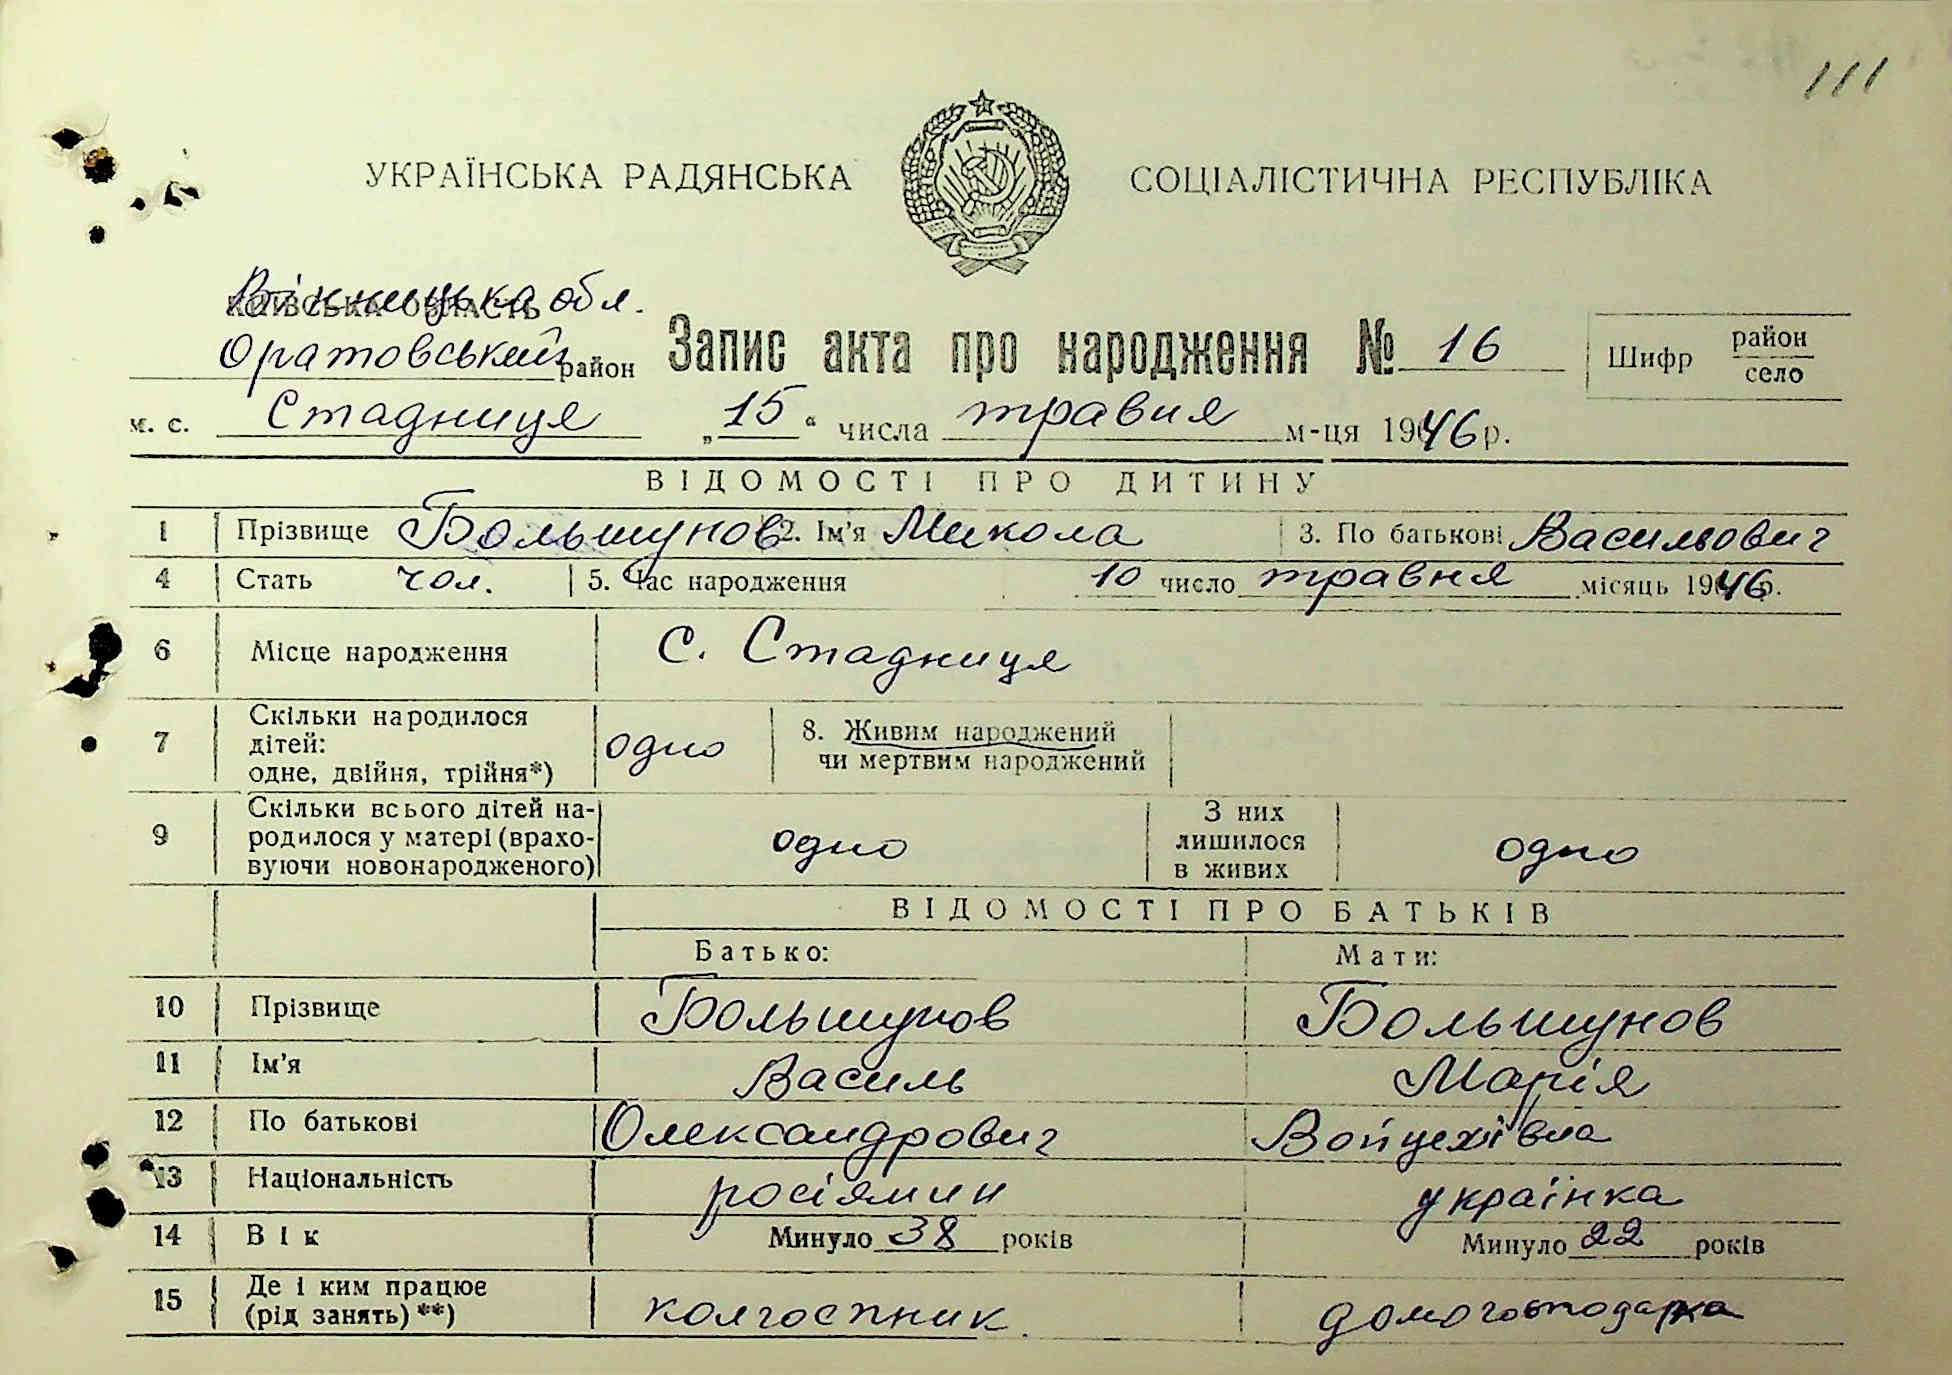 111
УКРАЇНСЬКА РАДЯНСЬКА СОЦІАЛІСТИЧНА РЕСПУБЛІКА
Вінницька обл.
КИЇВСЬКА ОБЛАСТЬ
Оратовський район Запис акта про народження № 16 Шифр район село
м. с. Стадниця „15“ числа травня м-ця 1946 р.
ВІДОМОСТІ ПРО ДИТИНУ
1 Прізвище Большунов 2. Ім'я Микола 3. По батькові Васильович
4 Стать чол. 5. Час народження 10 число травня місяць 1946 р.
6 Місце народження с. Стадниця
7 Скільки народилося дітей: одне, двійня, трійня*) одно 8. Живим народжений чи мертвим народжений
9 Скільки всього дітей народилося у матері (враховуючи новонародженого) одно З них лишилося в живих одно
ВІДОМОСТІ ПРО БАТЬКІВ
Батько: Мати:
10 Прізвище Большунов Большунов
11 Ім'я Василь Марія
12 По батькові Олександрович Войцехівна
13 Національність росіямин українка
14 Вік Минуло 38 років Минуло 22 років
15 Де і ким працює (рід занять) **) колгоспник домогосподарка